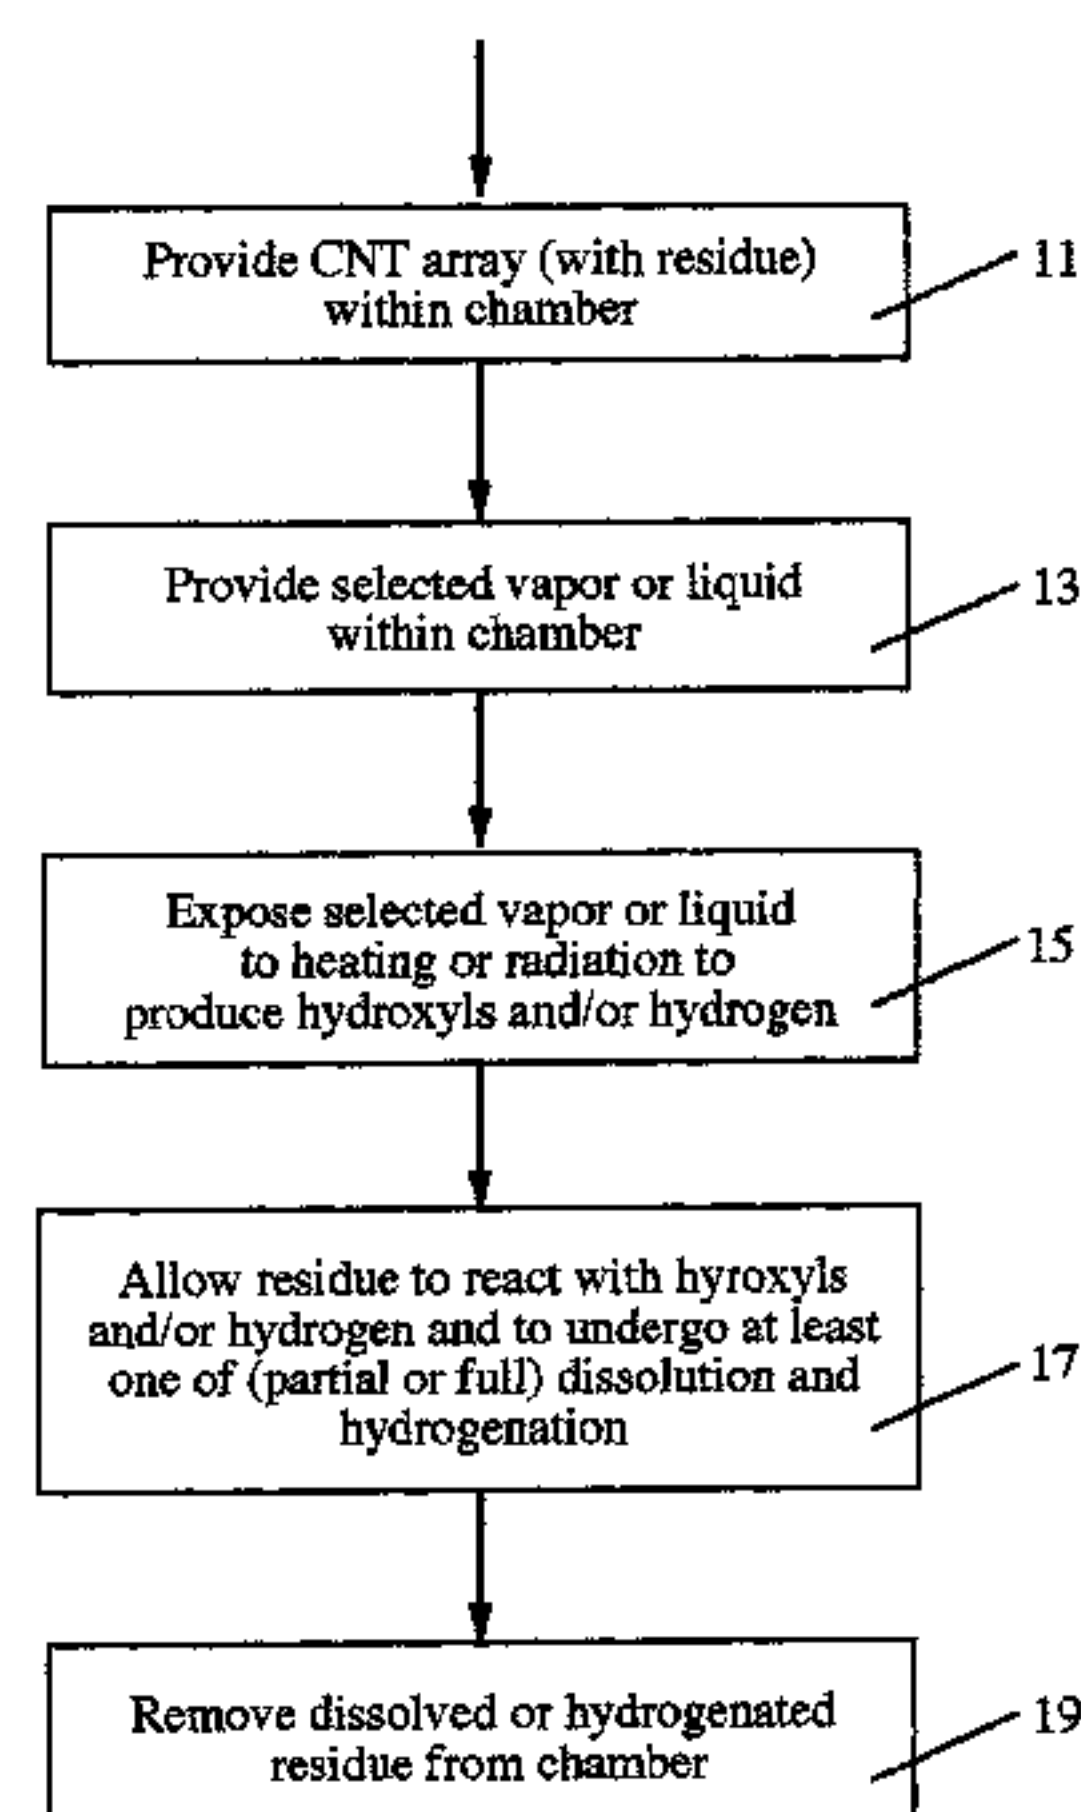 Provide CNT array (with residue)
within chamber
11
Provide selected vapor or liquid
within chamber
13
Expose selected vapor or liquid
to heating or radiation to
produce hydroxyls and/or hydrogen
15
Allow residue to react with hyroxyls
and/or hydrogen and to undergo at least
one of (partial or full) dissolution and
hydrogenation
17
Remove dissolved or hydrogenated
residue from chamber
19